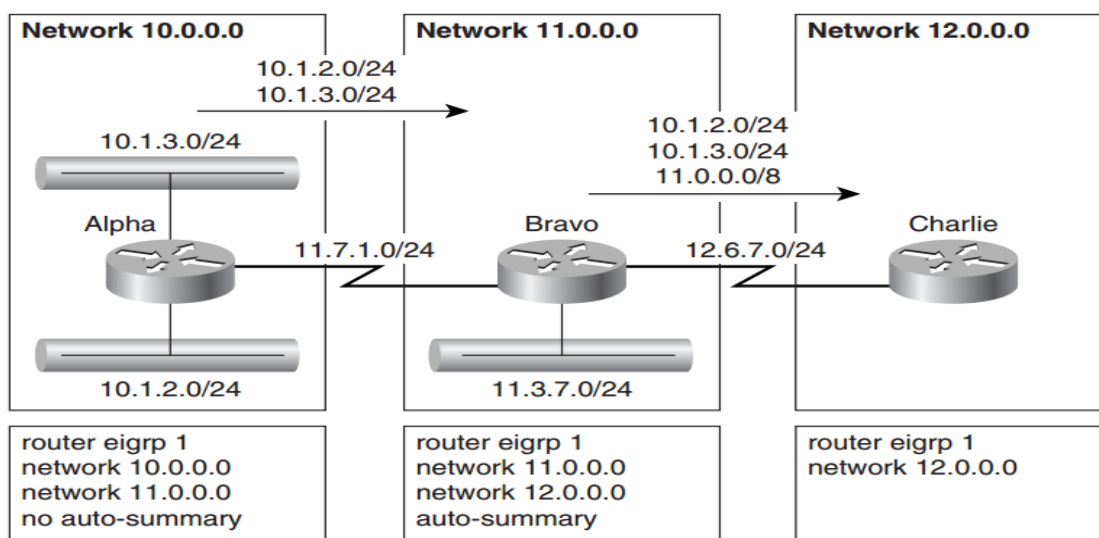 Network 10.0.0.0
Network 11.0.0.0
Network 12.0.0.0
10.1.2.0/24
10.1.3.0/24
10.1.2.0/24
10.1.3.0/24
11.0.0.0/8
10.1.3.0/24
Alpha
Bravo
Charlie
11.7.1.0/24
12.6.7.0/24
10.1.2.0/24
11.3.7.0/24
router eigrp 1
network 10.0.0.0
network 11.0.0.0
no auto-summary
router eigrp 1
network 11.0.0.0
network 12.0.0.0
auto-summary
router eigrp 1
network 12.0.0.0